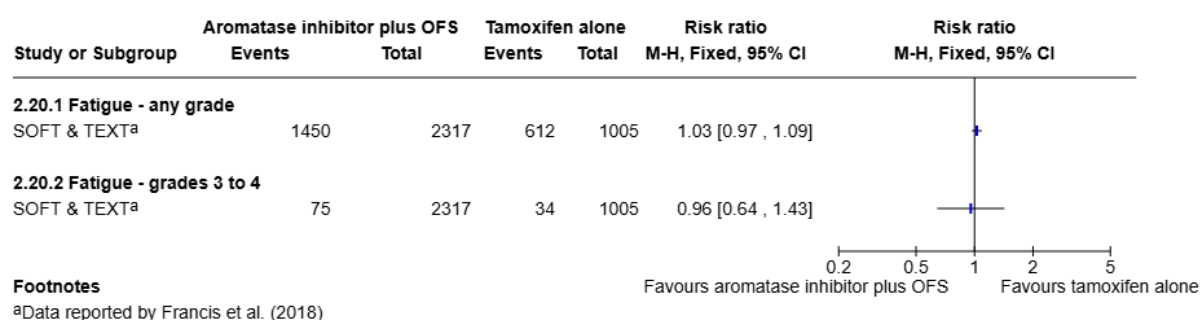 Aromatase inhibitor plus OFS Tamoxifen alone Risk ratio Risk ratio
Study or Subgroup Events Total Events Total M-H, Fixed, 95% CI M-H, Fixed, 95% CI
2.20.1 Fatigue - any grade
SOFT & TEXTa 1450 2317 612 1005 1.03 [0.97 , 1.09]
2.20.2 Fatigue - grades 3 to 4
SOFT & TEXTa 75 2317 34 1005 0.96 [0.64 , 1.43]
0.2 0.5 1 2 5
Footnotes Favours aromatase inhibitor plus OFS Favours tamoxifen alone
aData reported by Francis et al. (2018)